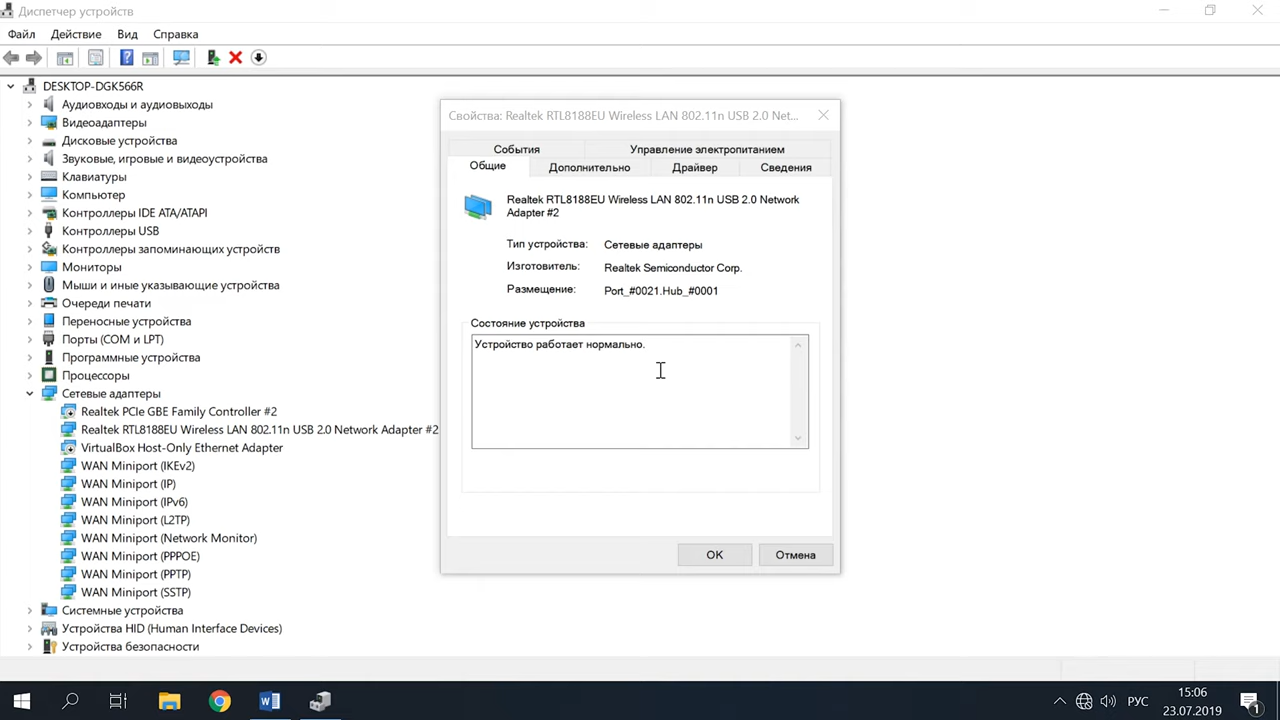 Диспетчер устройств
Файл Действие Вид Справка
DESKTOP-DGK566R
Аудиовходы и аудиовыходы
Видеоадаптеры
Дисковые устройства
Звуковые, игровые и видеоустройства
Клавиатуры
Компьютер
Контроллеры IDE ATA/ATAPI
Контроллеры USB
Контроллеры запоминающих устройств
Мониторы
Мыши и иные указывающие устройства
Очереди печати
Переносные устройства
Порты (COM и LPT)
Программные устройства
Процессоры
Сетевые адаптеры
Realtek PCIe GBE Family Controller #2
Realtek RTL8188EU Wireless LAN 802.11n USB 2.0 Network Adapter #2
VirtualBox Host-Only Ethernet Adapter
WAN Miniport (IKEv2)
WAN Miniport (IP)
WAN Miniport (IPv6)
WAN Miniport (L2TP)
WAN Miniport (Network Monitor)
WAN Miniport (PPPOE)
WAN Miniport (PPTP)
WAN Miniport (SSTP)
Системные устройства
Устройства HID (Human Interface Devices)
Устройства безопасности
Свойства: Realtek RTL8188EU Wireless LAN 802.11n USB 2.0 Net...
События Управление электропитанием
Общие Дополнительно Драйвер Сведения
Realtek RTL8188EU Wireless LAN 802.11n USB 2.0 Network
Adapter #2
Тип устройства: Сетевые адаптеры
Изготовитель: Realtek Semiconductor Corp.
Размещение: Port_#0021.Hub_#0001
Состояние устройства
Устройство работает нормально.
OK Отмена
РУС
15:06
23.07.2019
1